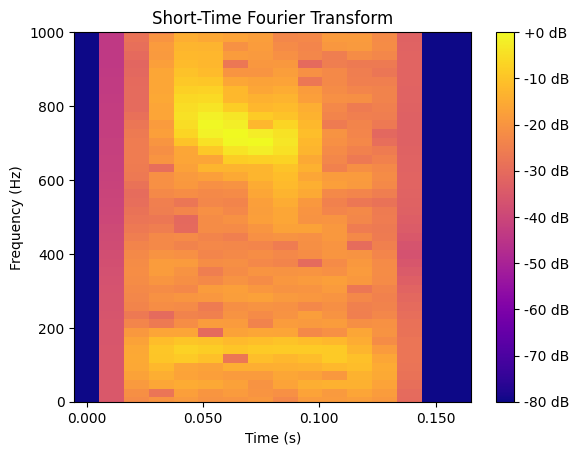 Short-Time Fourier Transform
1000
800
600
400
200
0
Frequency (Hz)
0.000
0.050
0.100
0.150
Time (s)
+0 dB
-10 dB
-20 dB
-30 dB
-40 dB
-50 dB
-60 dB
-70 dB
-80 dB